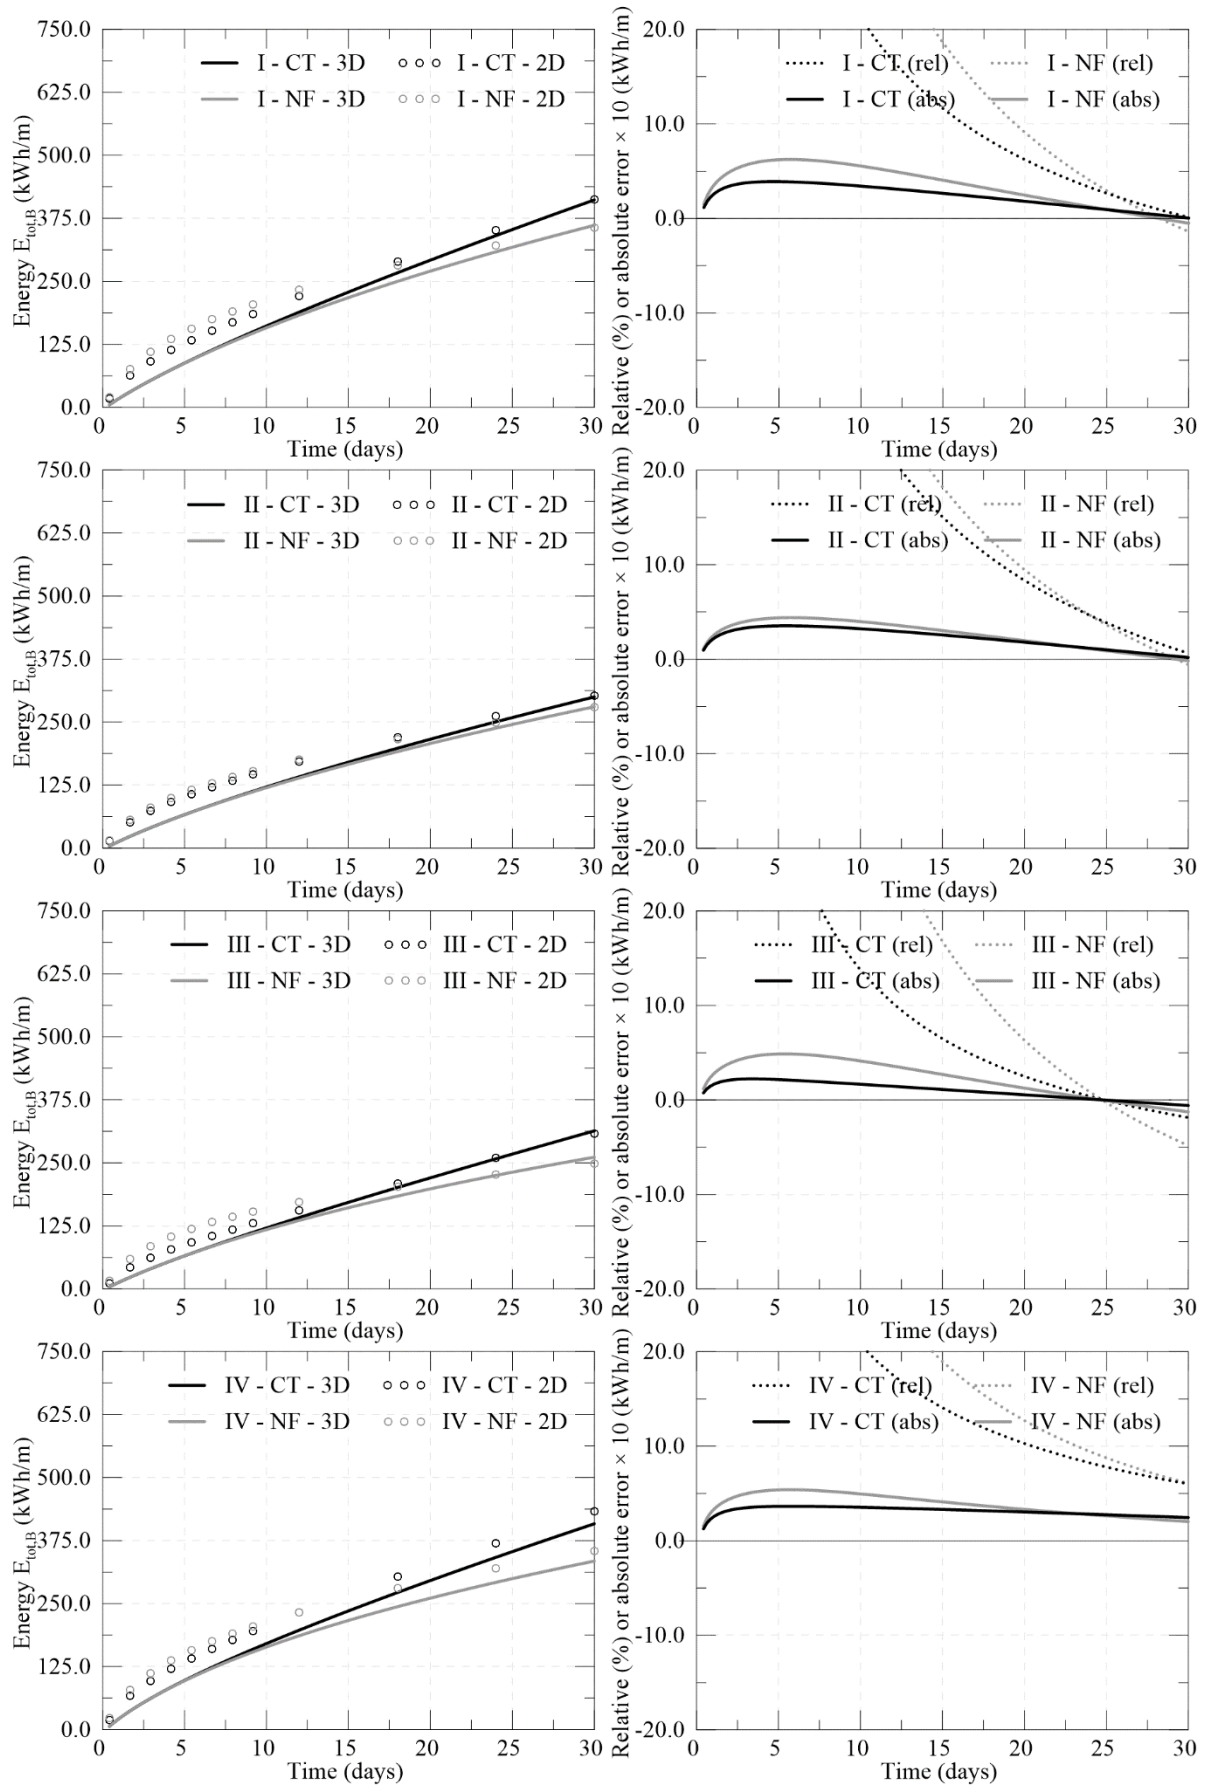 Energy E_tot,B (kWh/m)
750.0
625.0
500.0
375.0
250.0
125.0
0.0
I - CT - 3D
I - CT - 2D
I - NF - 3D
I - NF - 2D
0 5 10 15 20 25 30
Time (days)
Relative (%) or absolute error × 10 (kWh/m)
20.0
10.0
0.0
-10.0
-20.0
I - CT (rel)
I - NF (rel)
I - CT (abs)
I - NF (abs)
0 5 10 15 20 25 30
Time (days)
Energy E_tot,B (kWh/m)
750.0
625.0
500.0
375.0
250.0
125.0
0.0
II - CT - 3D
II - CT - 2D
II - NF - 3D
II - NF - 2D
0 5 10 15 20 25 30
Time (days)
Relative (%) or absolute error × 10 (kWh/m)
20.0
10.0
0.0
-10.0
-20.0
II - CT (rel)
II - NF (rel)
II - CT (abs)
II - NF (abs)
0 5 10 15 20 25 30
Time (days)
Energy E_tot,B (kWh/m)
750.0
625.0
500.0
375.0
250.0
125.0
0.0
III - CT - 3D
III - CT - 2D
III - NF - 3D
III - NF - 2D
0 5 10 15 20 25 30
Time (days)
Relative (%) or absolute error × 10 (kWh/m)
20.0
10.0
0.0
-10.0
-20.0
III - CT (rel)
III - NF (rel)
III - CT (abs)
III - NF (abs)
0 5 10 15 20 25 30
Time (days)
Energy E_tot,B (kWh/m)
750.0
625.0
500.0
375.0
250.0
125.0
0.0
IV - CT - 3D
IV - CT - 2D
IV - NF - 3D
IV - NF - 2D
0 5 10 15 20 25 30
Time (days)
Relative (%) or absolute error × 10 (kWh/m)
20.0
10.0
0.0
-10.0
-20.0
IV - CT (rel)
IV - NF (rel)
IV - CT (abs)
IV - NF (abs)
0 5 10 15 20 25 30
Time (days)